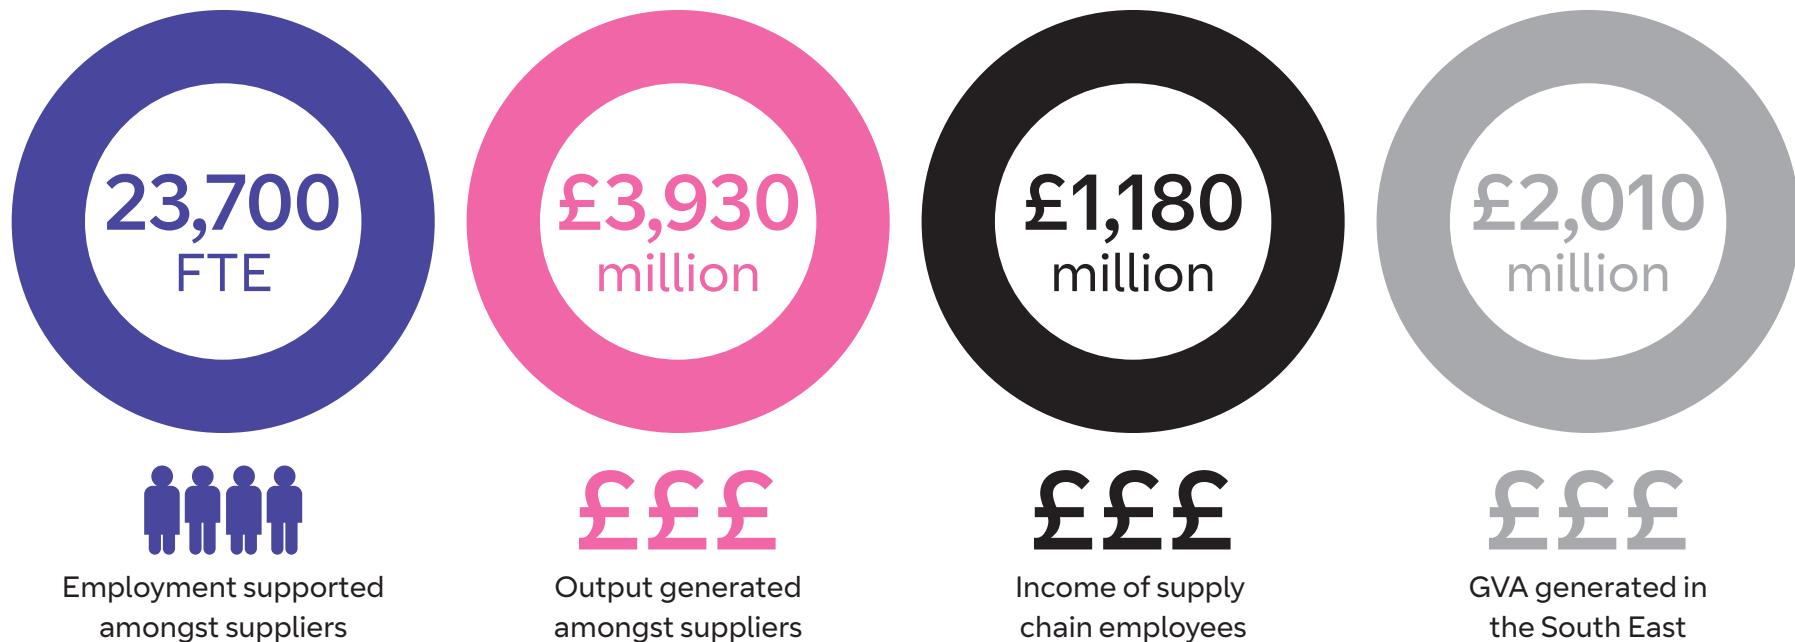 23,700
FTE
£3,930
million
£1,180
million
£2,010
million
£££
£££
£££
Employment supported
amongst suppliers
Output generated
amongst suppliers
Income of supply
chain employees
GVA generated in
the South East